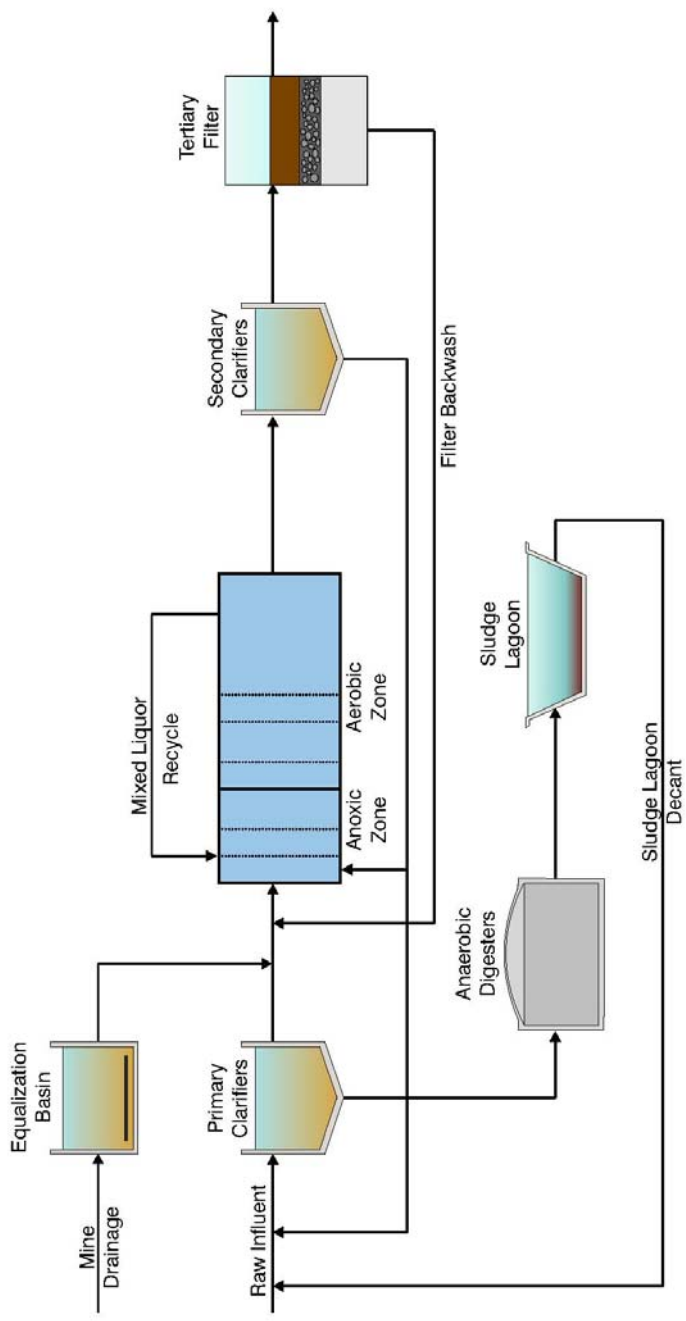 Mine
Drainage
Equalization
Basin
Mixed Liquor
Recycle
Raw Influent
Primary
Clarifiers
Anoxic
Zone
Aerobic
Zone
Secondary
Clarifiers
Tertiary
Filter
Filter Backwash
Anaerobic
Digesters
Sludge
Lagoon
Sludge Lagoon
Decant